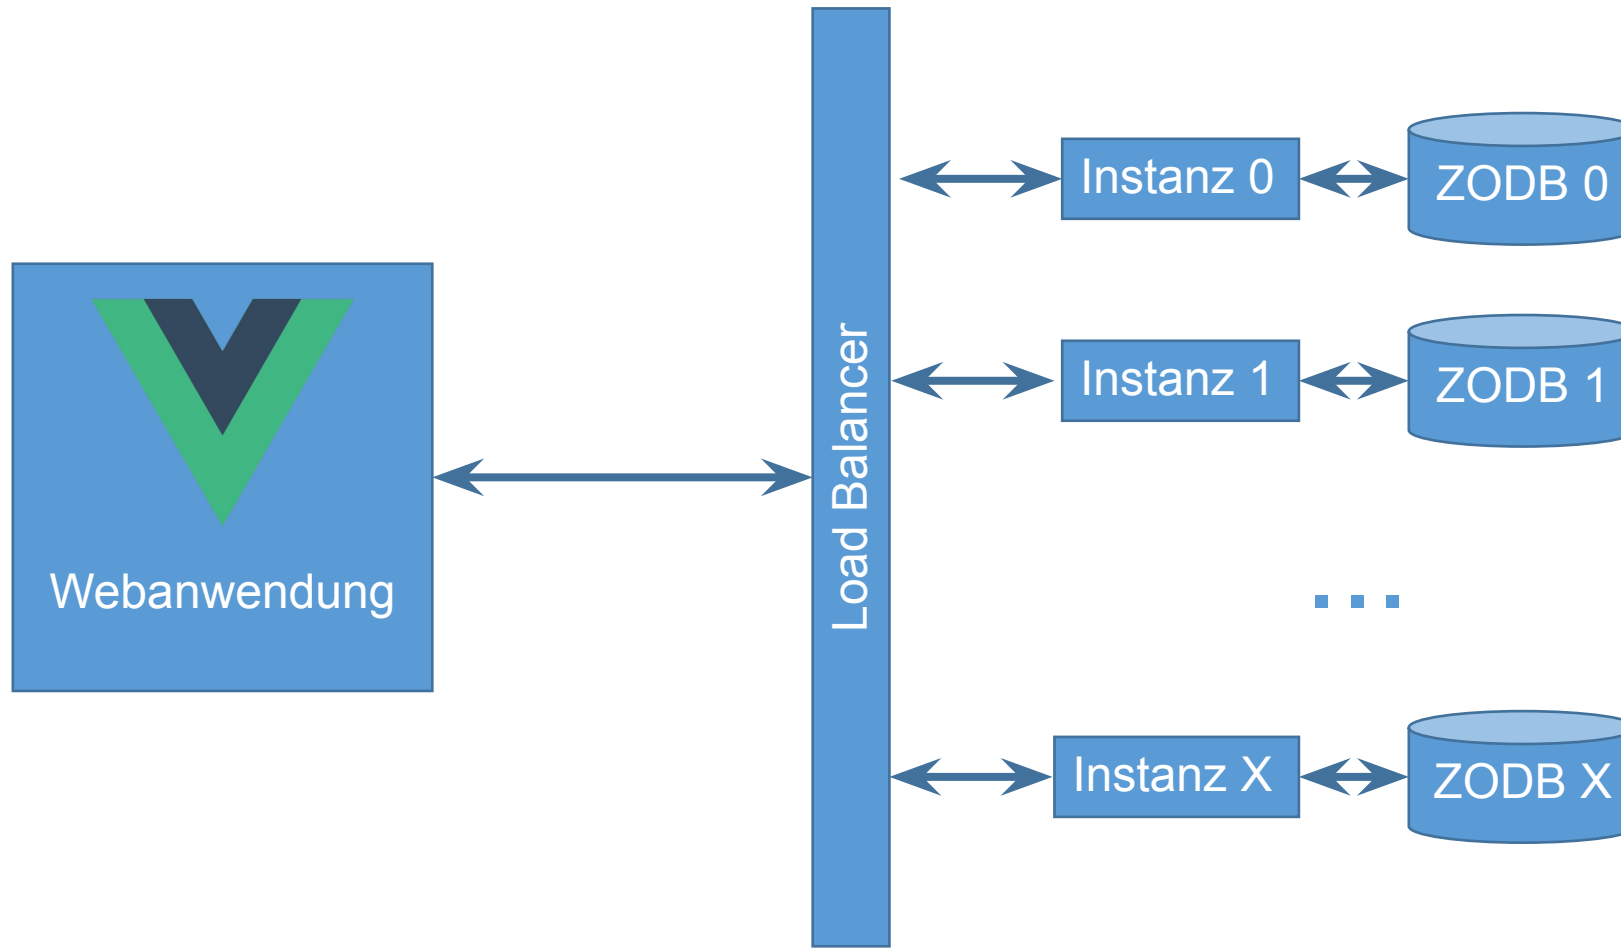 Webanwendung
Load Balancer
Instanz 0
ZODB 0
Instanz 1
ZODB 1
...
Instanz X
ZODB X